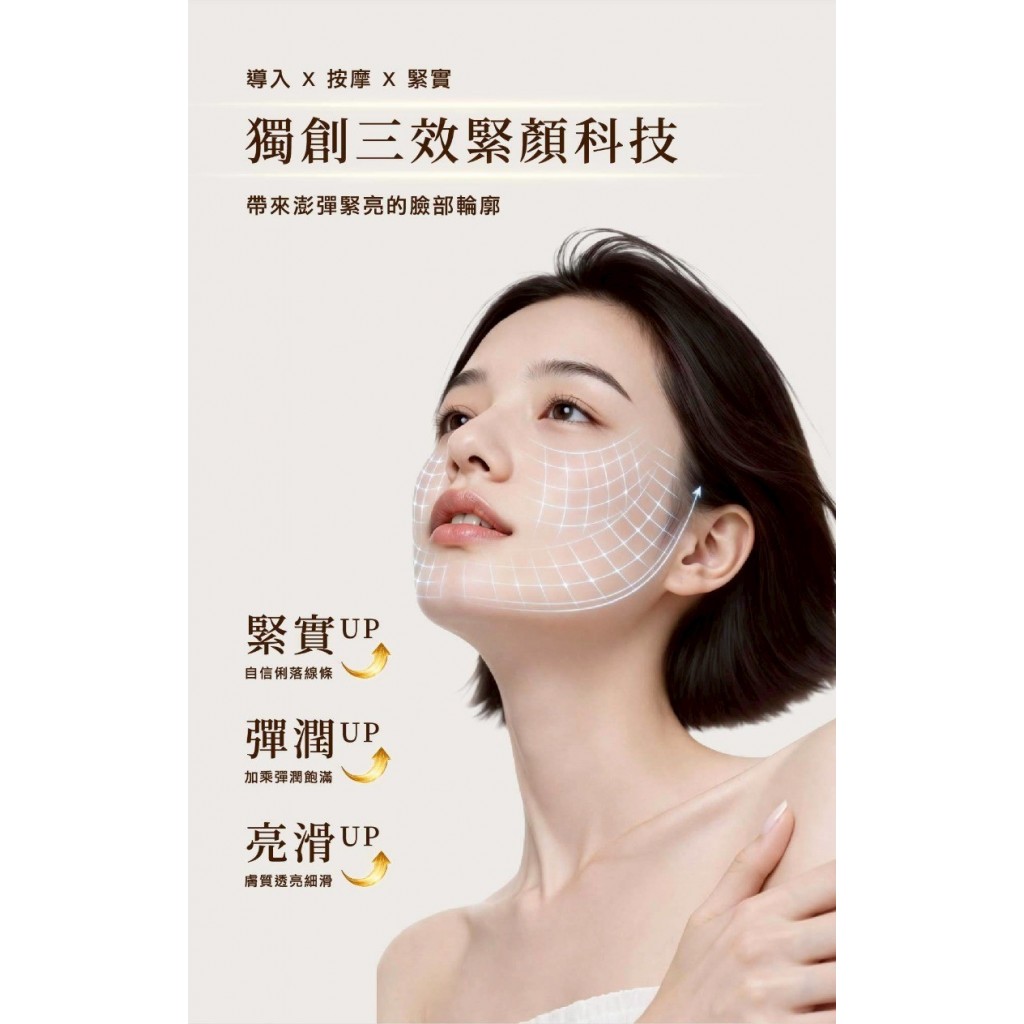 導入 X 按摩 X 緊實
獨創三效緊顏科技
帶來澎彈緊亮的臉部輪廓
緊實UP
自信俐落線條
彈潤UP
加乘彈潤飽滿
亮滑UP
膚質透亮細滑